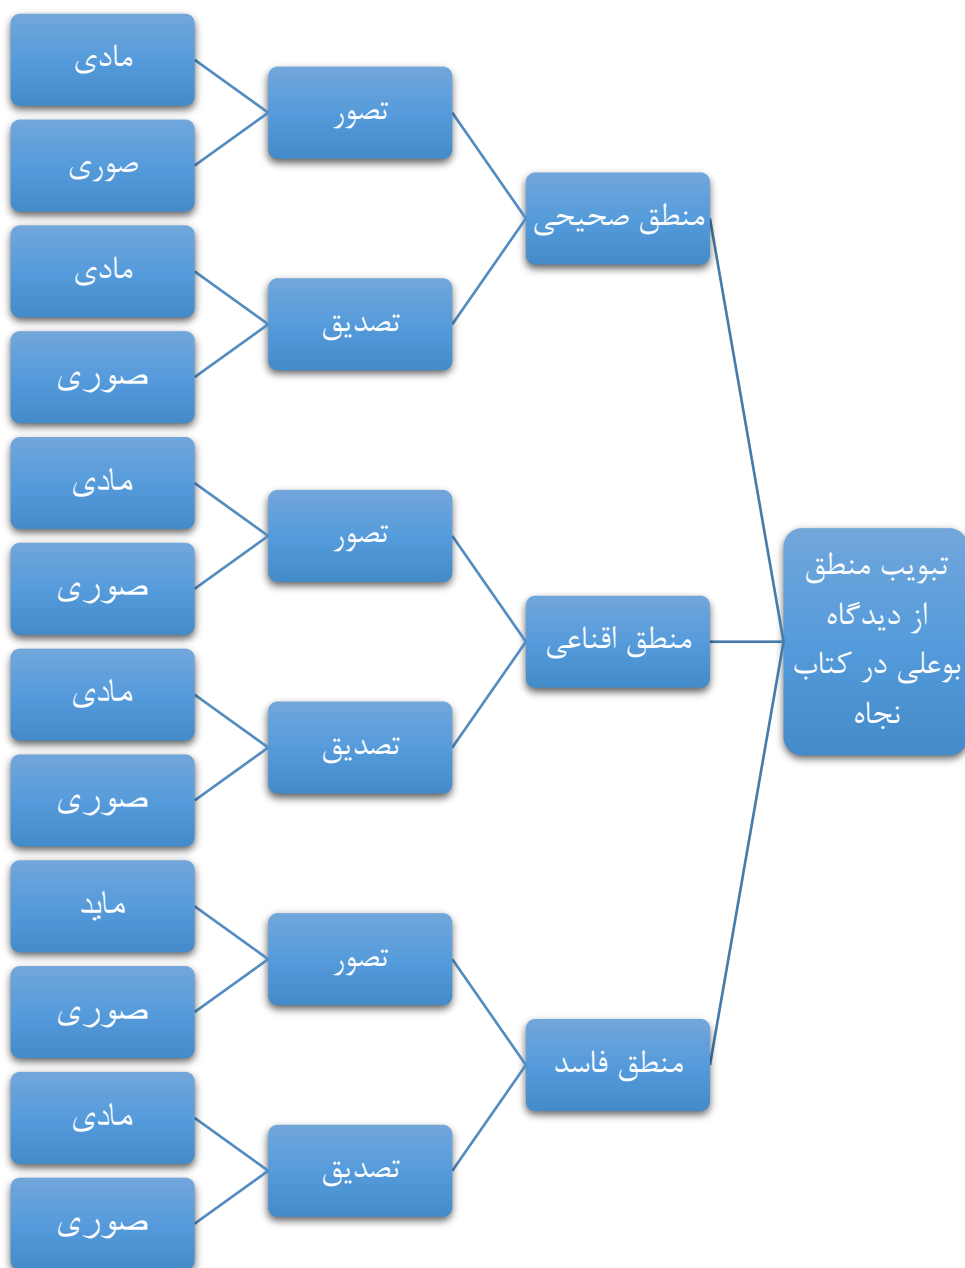 تبویب منطق
از دیدگاه
بوعلی در کتاب
نجاه
منطق صحیحی
تصور
مادی
صوری
تصدیق
مادی
صوری
منطق اقناعی
تصور
مادی
صوری
تصدیق
مادی
صوری
منطق فاسد
تصور
ماید
صوری
تصدیق
مادی
صوری